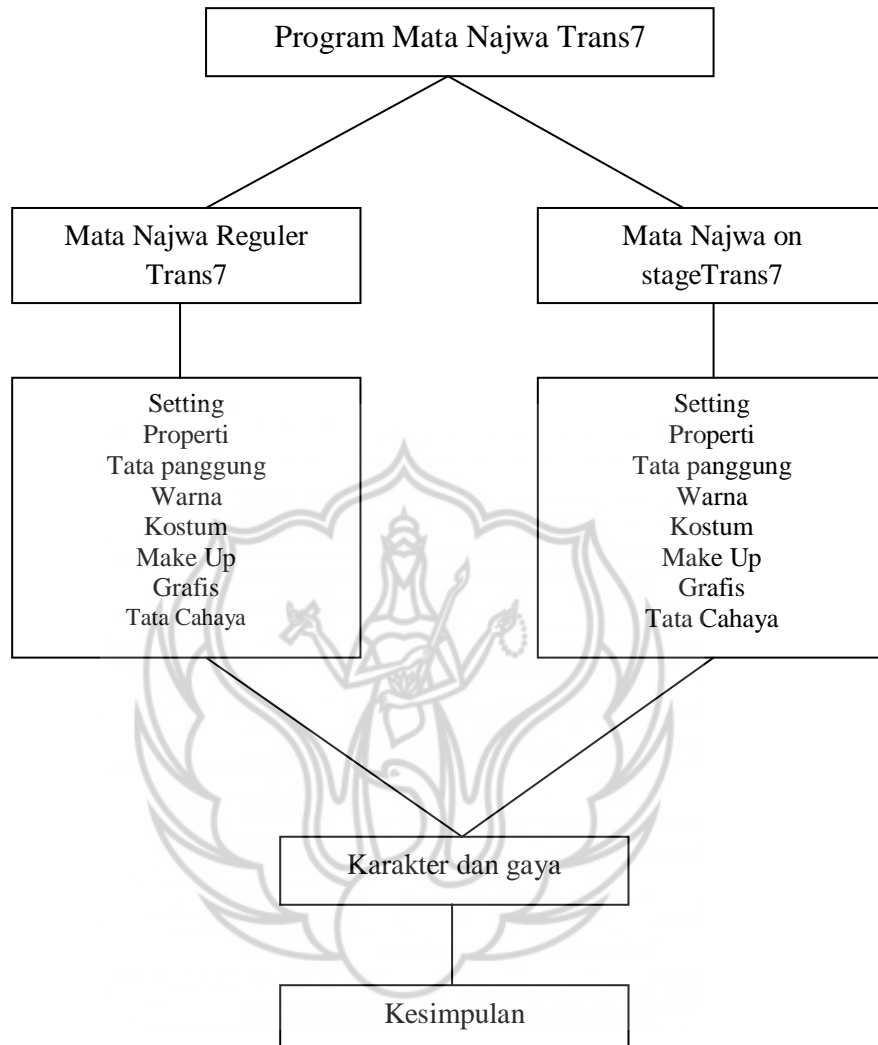 Program Mata Najwa Trans7
Mata Najwa Reguler
Trans7
Mata Najwa on
stageTrans7
Setting
Properti
Tata panggung
Warna
Kostum
Make Up
Grafis
Tata Cahaya
Setting
Properti
Tata panggung
Warna
Kostum
Make Up
Grafis
Tata Cahaya
Karakter dan gaya
Kesimpulan